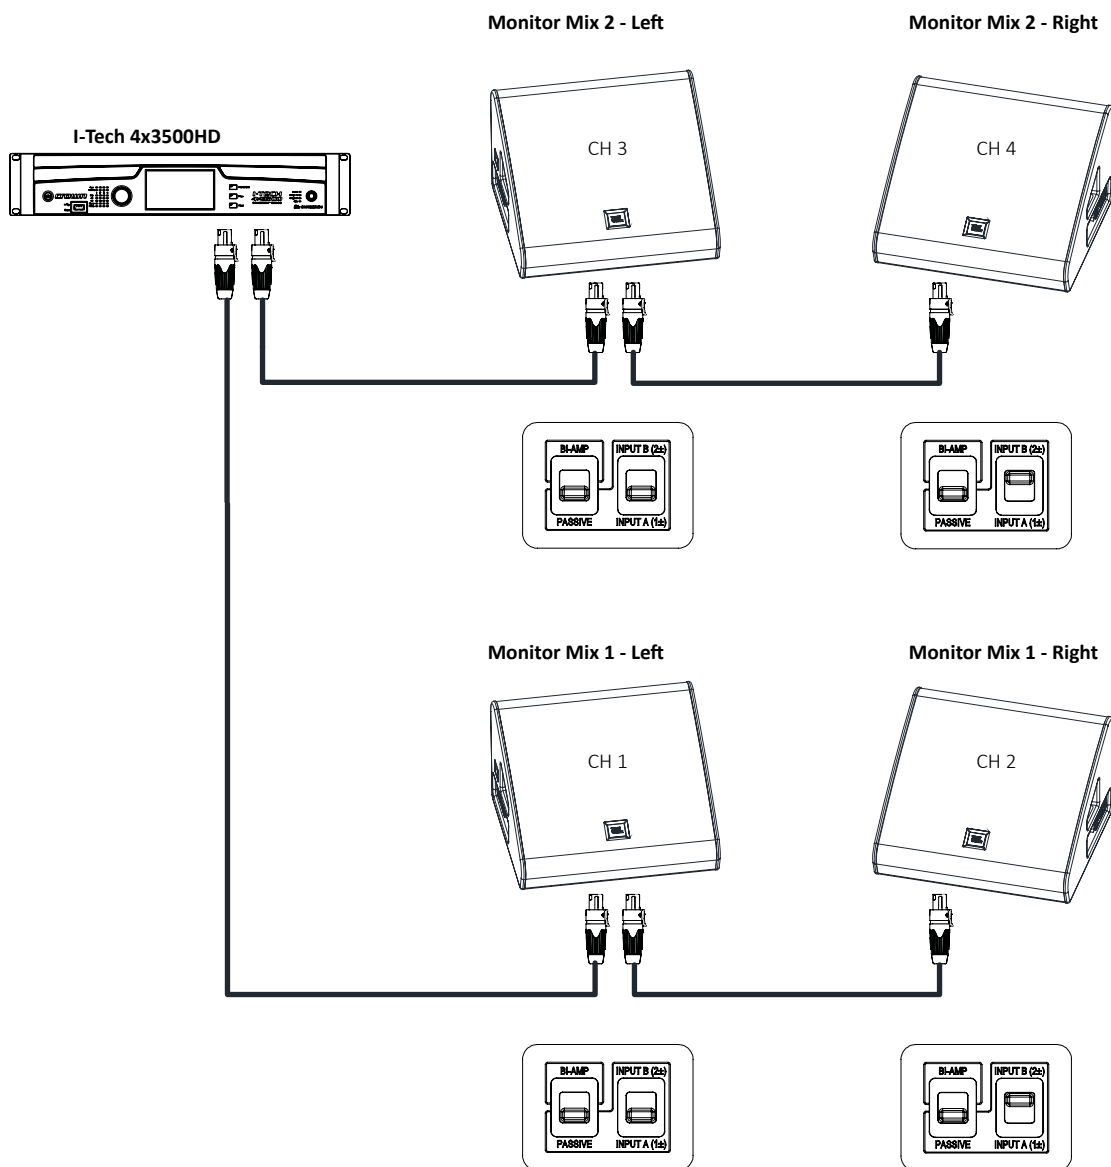 Monitor Mix 2 - Left
Monitor Mix 2 - Right
I-Tech 4x3500HD
crown
I-TECH
CH 3
CH 4
BI-AMP
INPUT B (2±)
PASSIVE
INPUT A (1±)
BI-AMP
INPUT B (2±)
PASSIVE
INPUT A (1±)
Monitor Mix 1 - Left
Monitor Mix 1 - Right
CH 1
CH 2
BI-AMP
INPUT B (2±)
PASSIVE
INPUT A (1±)
BI-AMP
INPUT B (2±)
PASSIVE
INPUT A (1±)